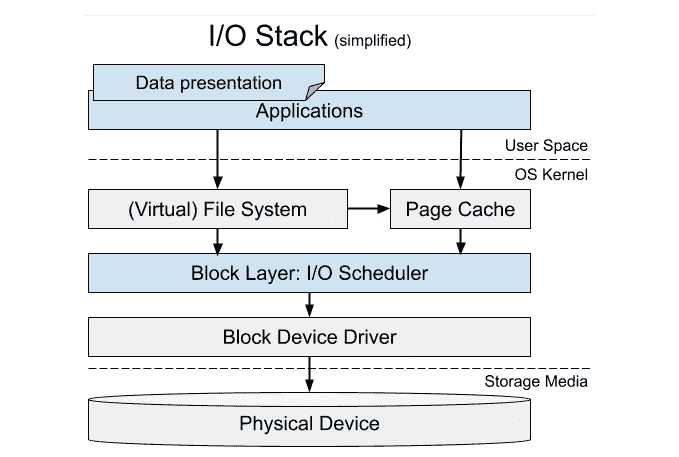 I/O Stack (simplified)
Data presentation
Applications
User Space
OS Kernel
(Virtual) File System
Page Cache
Block Layer: I/O Scheduler
Block Device Driver
Storage Media
Physical Device